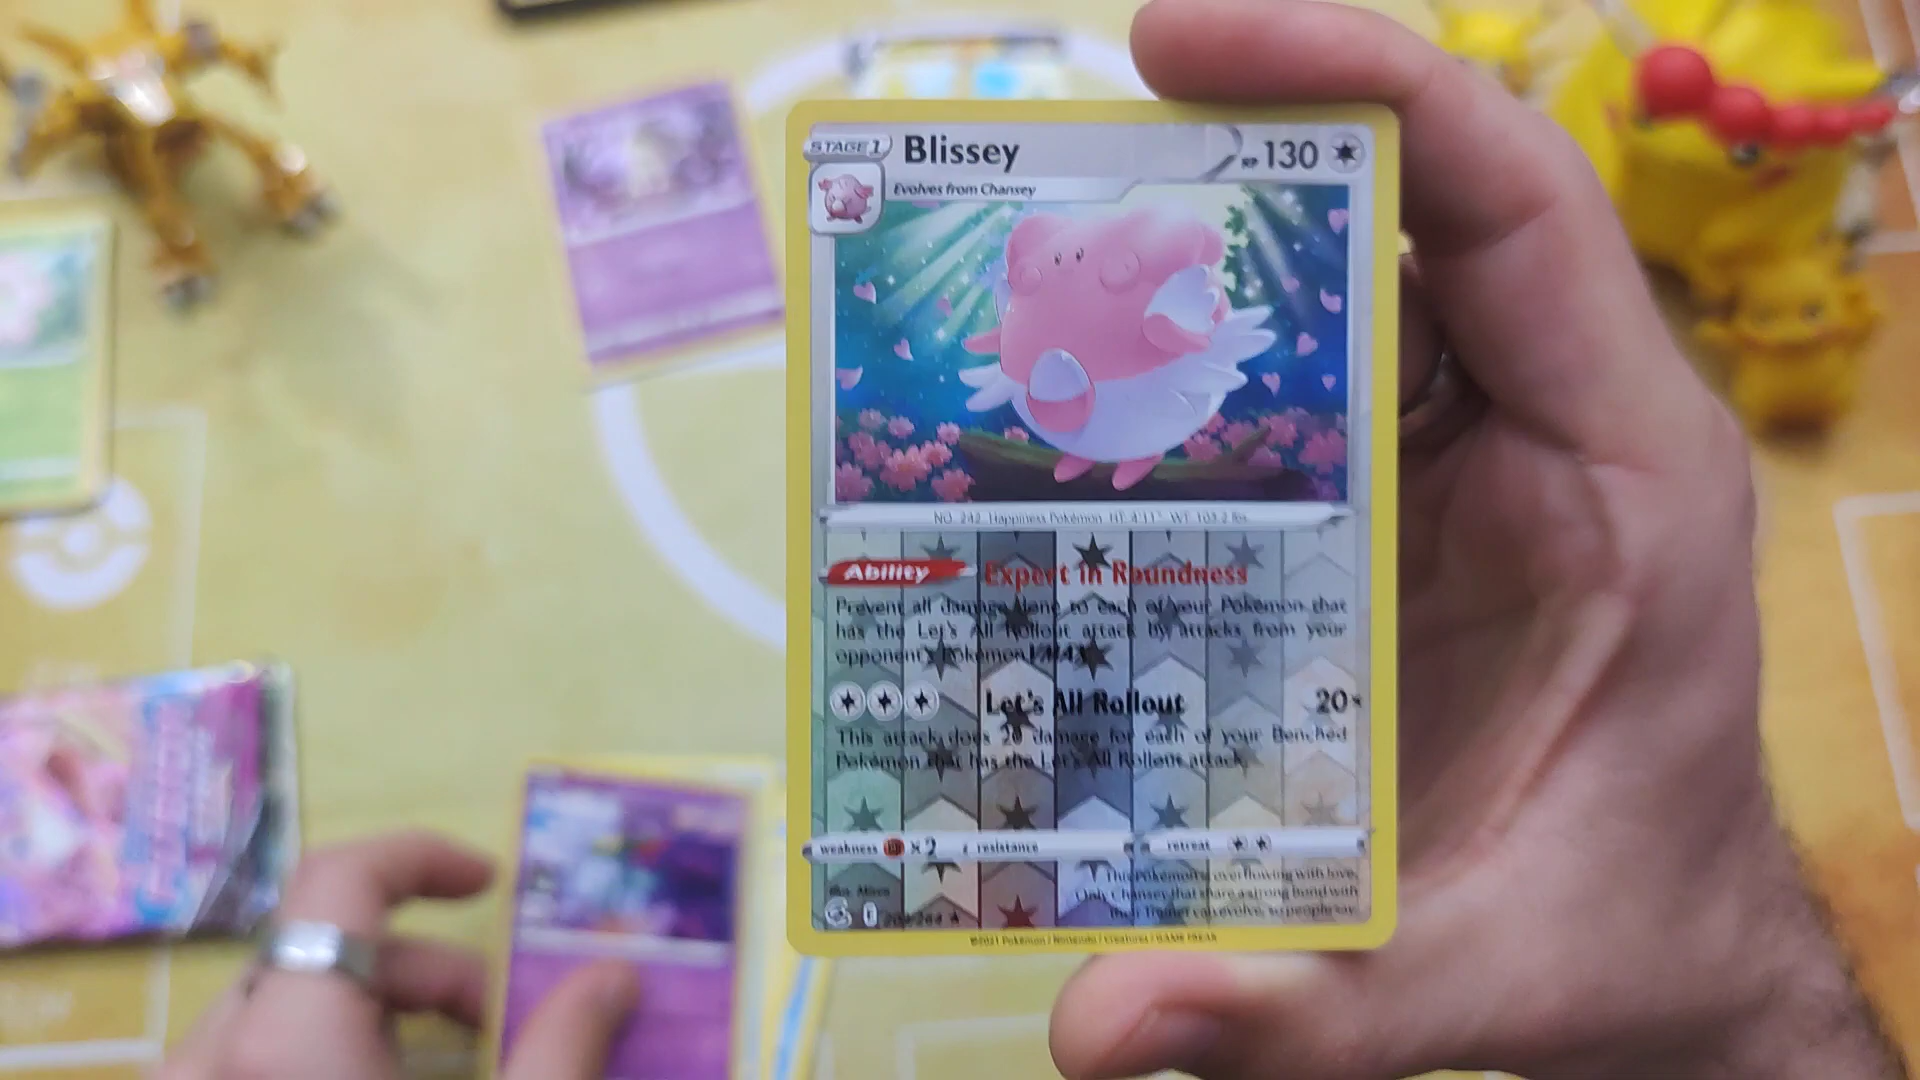 STAGE 1 Blissey HP 130
Evolves from Chansey
NO. 242 Happiness Pokémon HT: 4'11" WT: 103.2 lbs.
Ability Expert in Roundness
Prevent all damage done to each of your Pokémon that
has the Let's All Rollout attack by attacks from your
opponent's Pokémon
Let's All Rollout 20×
This attack does 20 damage for each of your Benched
Pokémon that has the Let's All Rollout attack.
weakness ×2 resistance retreat
This Pokémon is overflowing with love.
Only Chansey that share a strong bond with
their Trainer can evolve, so people say.
©2021 Pokémon / Nintendo / Creatures / GAME FREAK